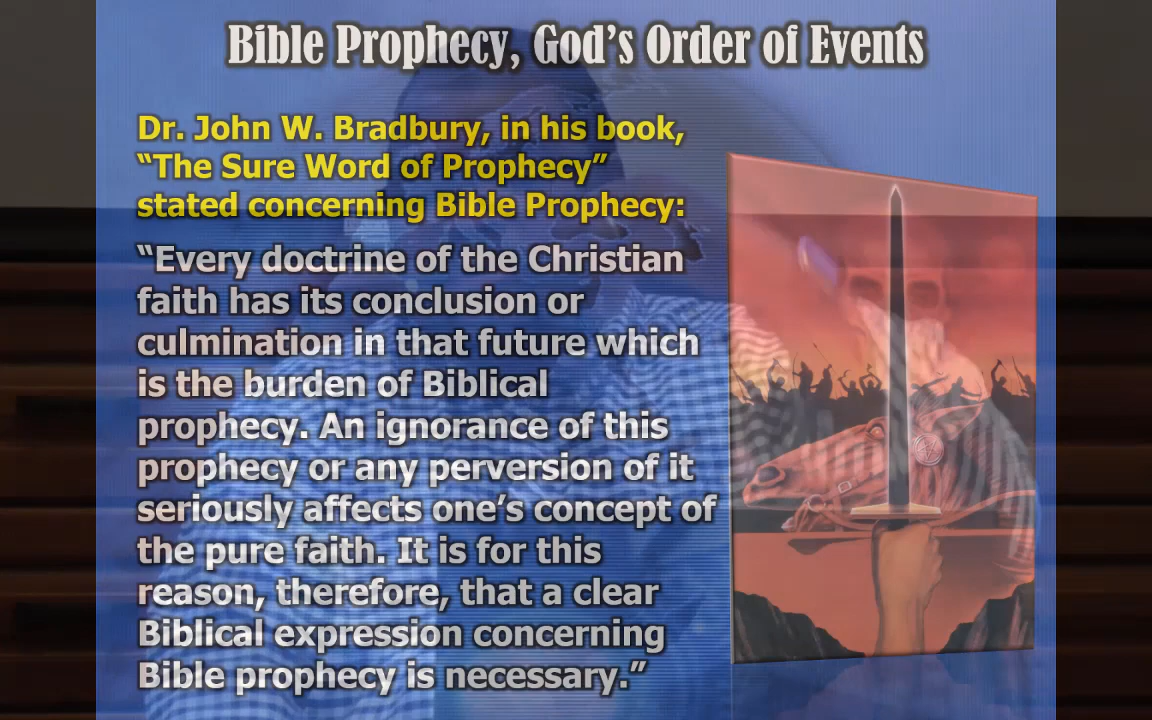 Bible Prophecy, God’s Order of Events
Dr. John W. Bradbury, in his book,
“The Sure Word of Prophecy”
stated concerning Bible Prophecy:
“Every doctrine of the Christian
faith has its conclusion or
culmination in that future which
is the burden of Biblical
prophecy. An ignorance of this
prophecy or any perversion of it
seriously affects one’s concept of
the pure faith. It is for this
reason, therefore, that a clear
Biblical expression concerning
Bible prophecy is necessary.”